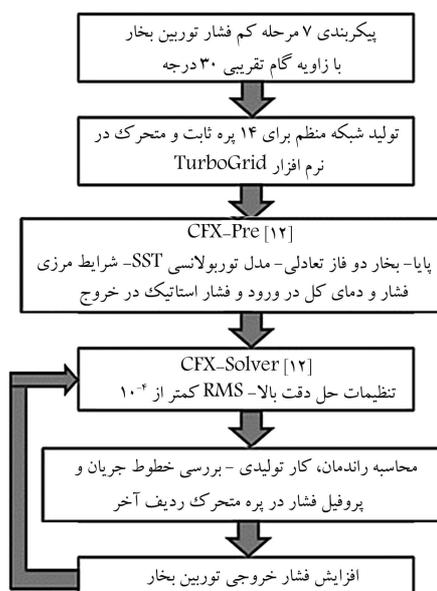 پیکربندی ۷ مرحله کم فشار توربین بخار
با زاویه گام تقریبی ۳۰ درجه
تولید شبکه منظم برای ۱۴ پره ثابت و متحرک در
نرم افزار TurboGrid
CFX-Pre [۱۲]
پایا- بخار دو فاز تعادلی- مدل توربولانسی SST- شرایط مرزی
فشار و دمای کل در ورود و فشار استاتیک در خروج
CFX-Solver [۱۲]
تنظیمات حل دقت بالا- RMS کمتر از ۱۰⁻۴
محاسبه راندمان، کار تولیدی - بررسی خطوط جریان و
پروفیل فشار در پره متحرک ردیف آخر
افزایش فشار خروجی توربین بخار